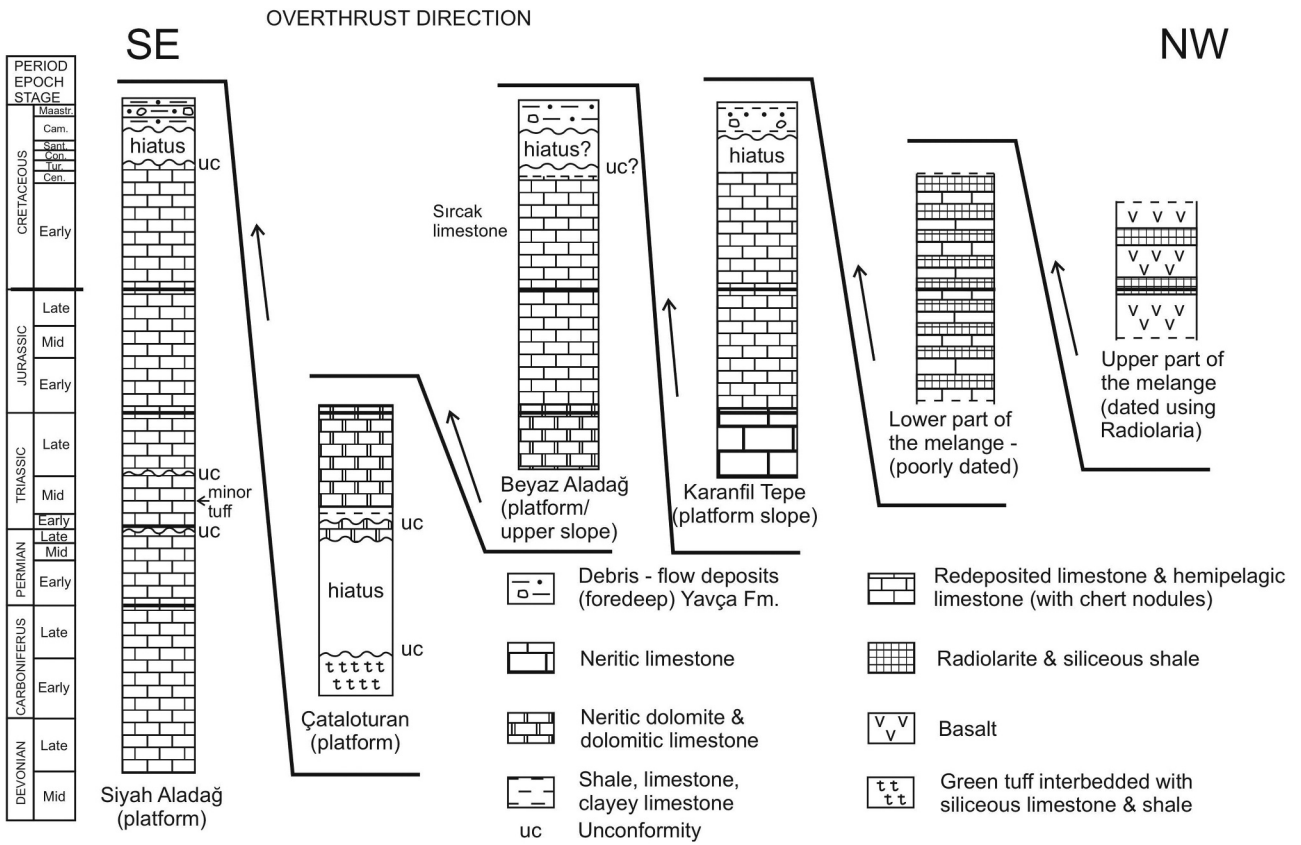 OVERTHRUST DIRECTION
SE
NW
PERIOD
EPOCH
STAGE
CRETACEOUS
Maastr.
Cam.
Sant.
Con.
Tur.
Cen.
Early
JURASSIC
Late
Mid
Early
TRIASSIC
Late
Mid
Early
PERMIAN
Late
Mid
Early
CARBONIFERUS
Late
Early
DEVONIAN
Late
Mid
hiatus
uc
uc
minor
tuff
uc
Siyah Aladağ
(platform)
uc
hiatus
uc
t t t t t
t t t t
Çataloturan
(platform)
hiatus?
uc?
Sırcak
limestone
Beyaz Aladağ
(platform/
upper slope)
hiatus
Karanfil Tepe
(platform slope)
Lower part of
the melange -
(poorly dated)
V V V
V V V
V V
V V V
V
Upper part of
the melange
(dated using
Radiolaria)
Debris - flow deposits
(foredeep) Yavça Fm.
Neritic limestone
Neritic dolomite &
dolomitic limestone
Shale, limestone,
clayey limestone
uc Unconformity
Redeposited limestone & hemipelagic
limestone (with chert nodules)
Radiolarite & siliceous shale
V V
V
Basalt
t t
t t
Green tuff interbedded with
siliceous limestone & shale